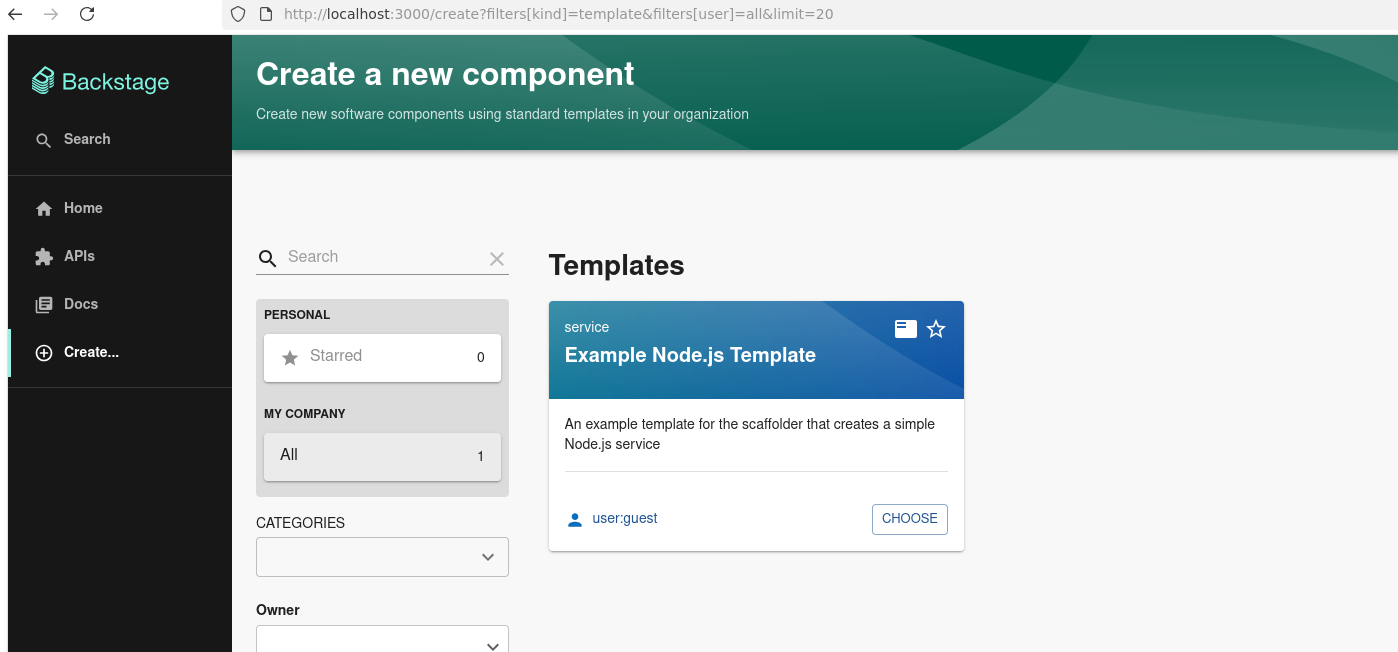 http://localhost:3000/create?filters[kind]=template&filters[user]=all&limit=20
Backstage
Search
Home
APIs
Docs
Create...
Create a new component
Create new software components using standard templates in your organization
Search
PERSONAL
Starred 0
MY COMPANY
All 1
CATEGORIES
Owner
Templates
service
Example Node.js Template
An example template for the scaffolder that creates a simple
Node.js service
user:guest
CHOOSE